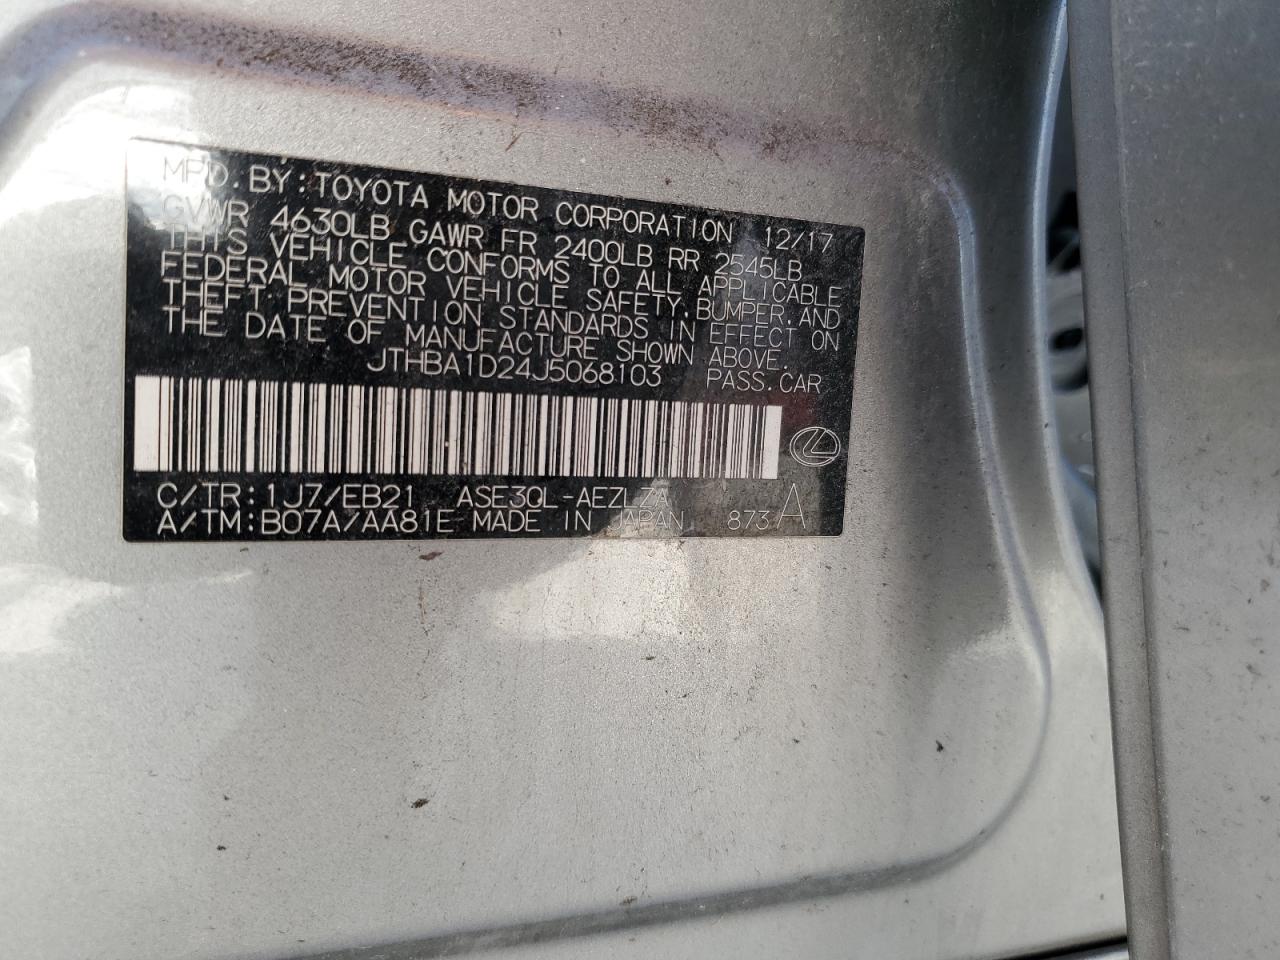 MFD. BY: TOYOTA MOTOR CORPORATION 12/17
GVWR 4630LB GAWR FR 2400LB RR 2545LB
THIS VEHICLE CONFORMS TO ALL APPLICABLE
FEDERAL MOTOR VEHICLE SAFETY,BUMPER,AND
THEFT PREVENTION STANDARDS IN EFFECT ON
THE DATE OF MANUFACTURE SHOWN ABOVE.
JTHBA1D24J5068103 PASS.CAR
C/TR:1J7/EB21 ASE30L-AEZLZA
A/TM:B07A/AA81E MADE IN JAPAN 873 A